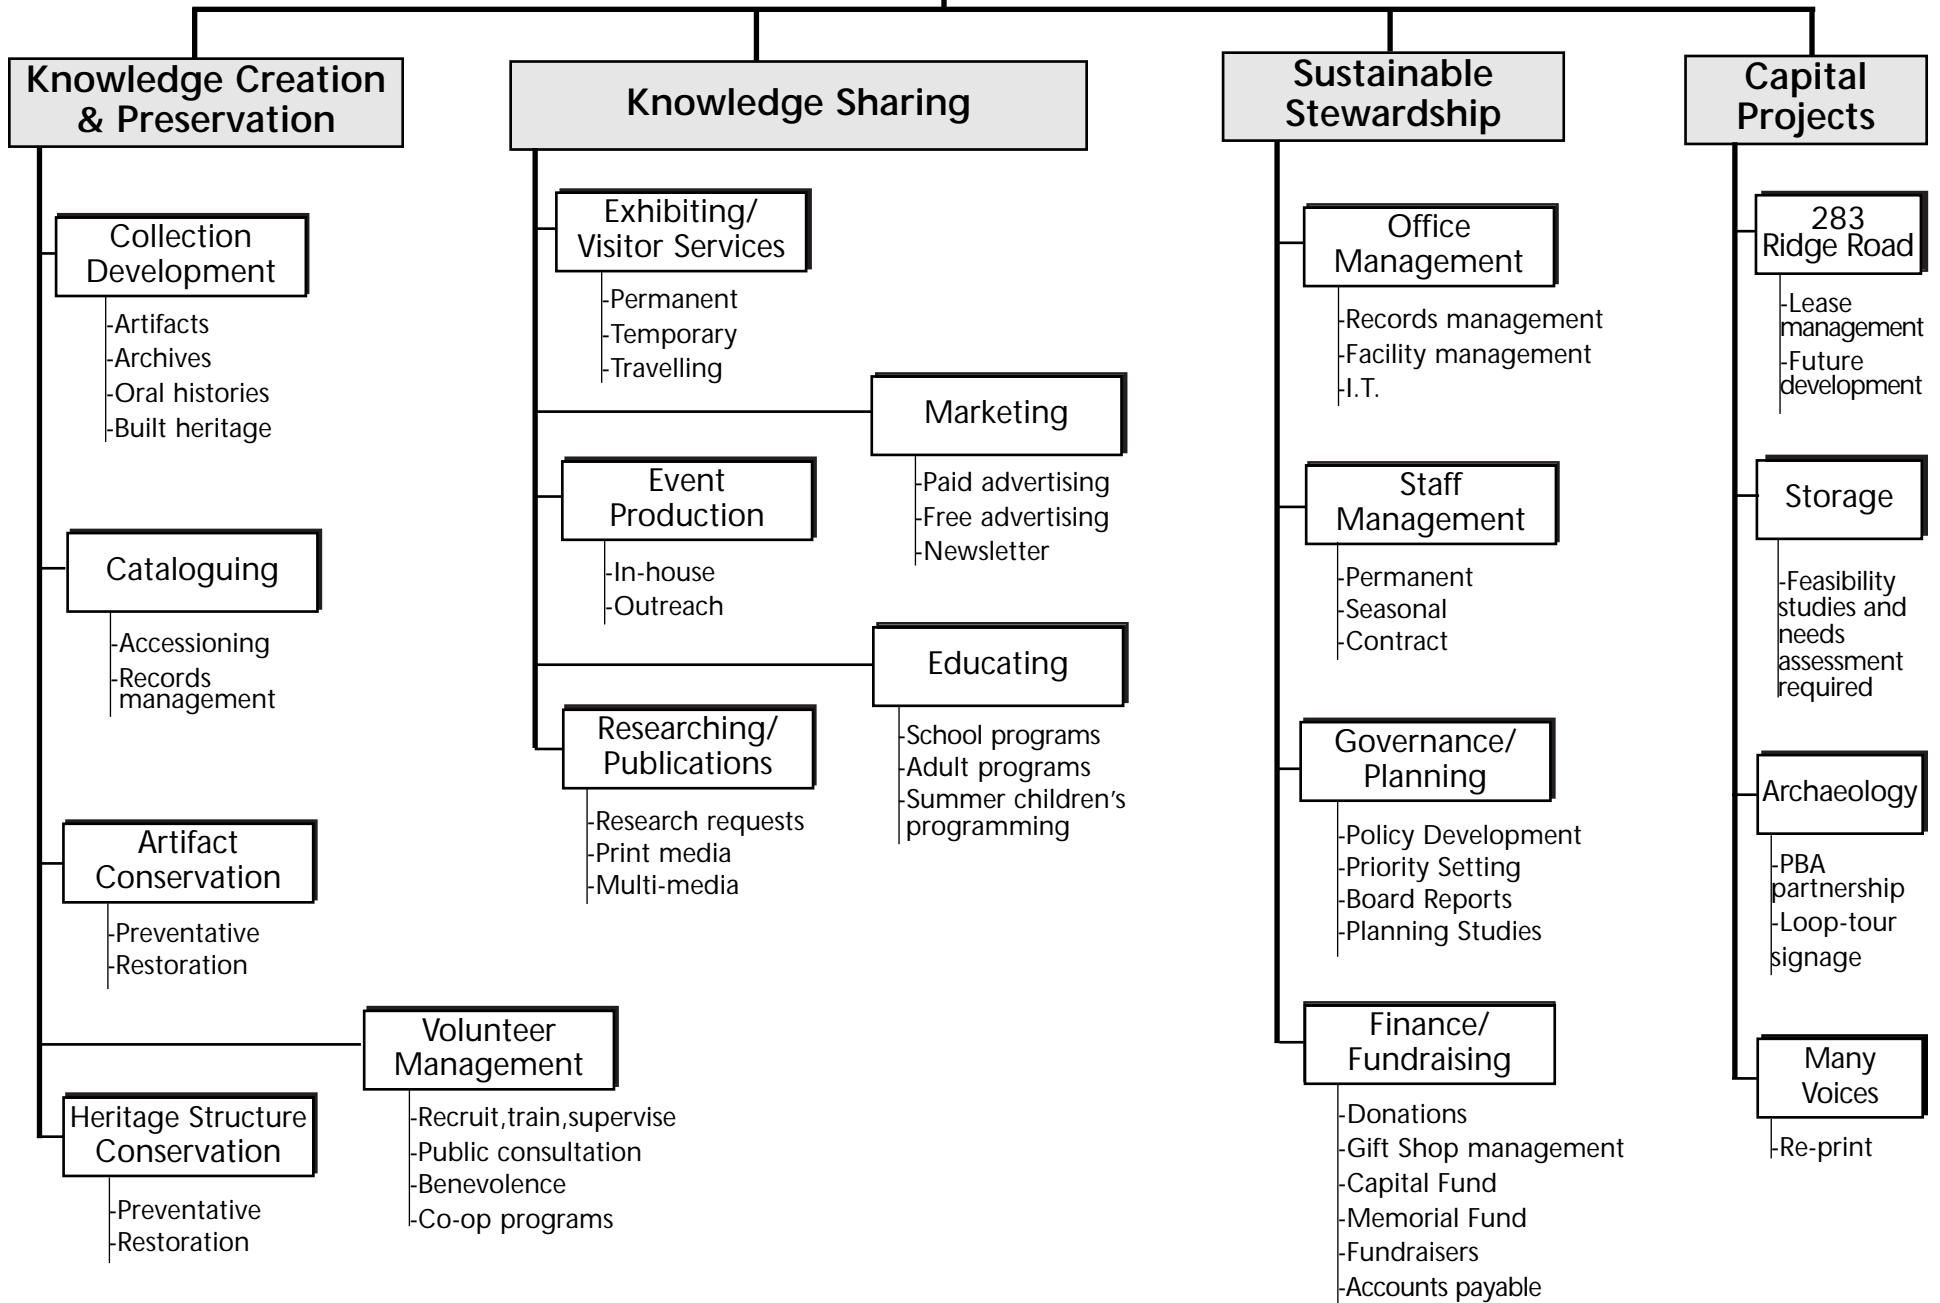 Knowledge Creation
& Preservation
Collection
Development
-Artifacts
-Archives
-Oral histories
-Built heritage
Cataloguing
-Accessioning
-Records
management
Artifact
Conservation
-Preventative
-Restoration
Volunteer
Management
-Recruit,train,supervise
-Public consultation
-Benevolence
-Co-op programs
Heritage Structure
Conservation
-Preventative
-Restoration
Knowledge Sharing
Exhibiting/
Visitor Services
-Permanent
-Temporary
-Travelling
Marketing
-Paid advertising
-Free advertising
-Newsletter
Event
Production
-In-house
-Outreach
Educating
-School programs
-Adult programs
-Summer children's
programming
Researching/
Publications
-Research requests
-Print media
-Multi-media
Sustainable
Stewardship
Office
Management
-Records management
-Facility management
-I.T.
Staff
Management
-Permanent
-Seasonal
-Contract
Governance/
Planning
-Policy Development
-Priority Setting
-Board Reports
-Planning Studies
Finance/
Fundraising
-Donations
-Gift Shop management
-Capital Fund
-Memorial Fund
-Fundraisers
-Accounts payable
Capital
Projects
283
Ridge Road
-Lease
management
-Future
development
Storage
-Feasibility
studies and
needs
assessment
required
Archaeology
-PBA
partnership
-Loop-tour
signage
Many
Voices
-Re-print